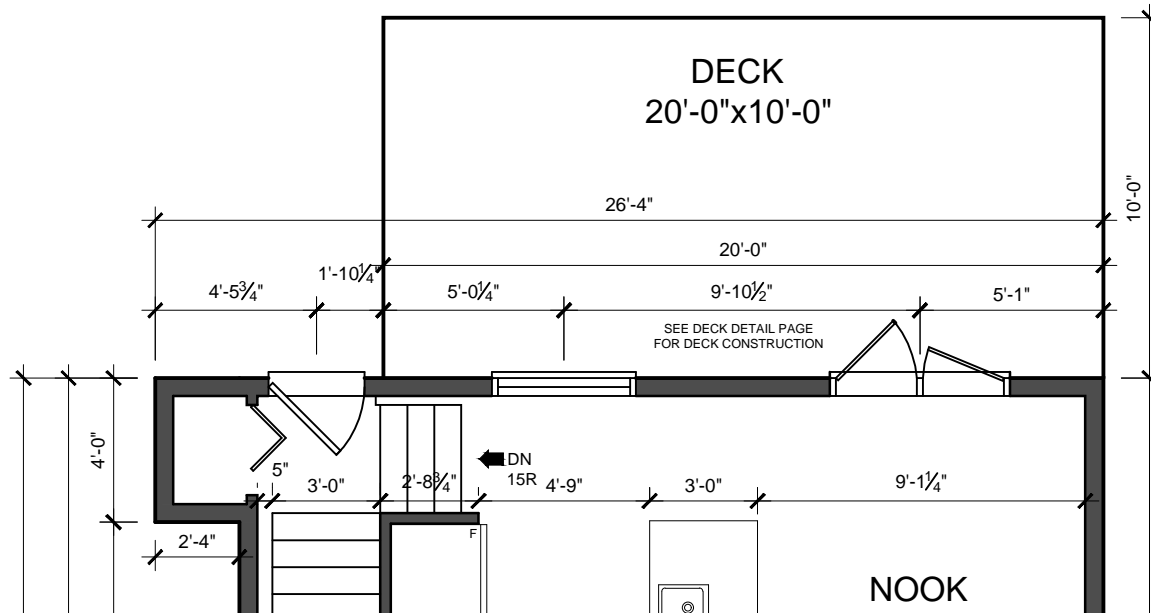 DECK
20'-0"x10'-0"
10'-0"
26'-4"
20'-0"
1'-10¼"
4'-5¾"
5'-0¼"
9'-10½"
5'-1"
SEE DECK DETAIL PAGE
FOR DECK CONSTRUCTION
4'-0"
5"
DN
15R
3'-0"
2'-8¾"
4'-9"
3'-0"
9'-1¼"
2'-4"
F
NOOK